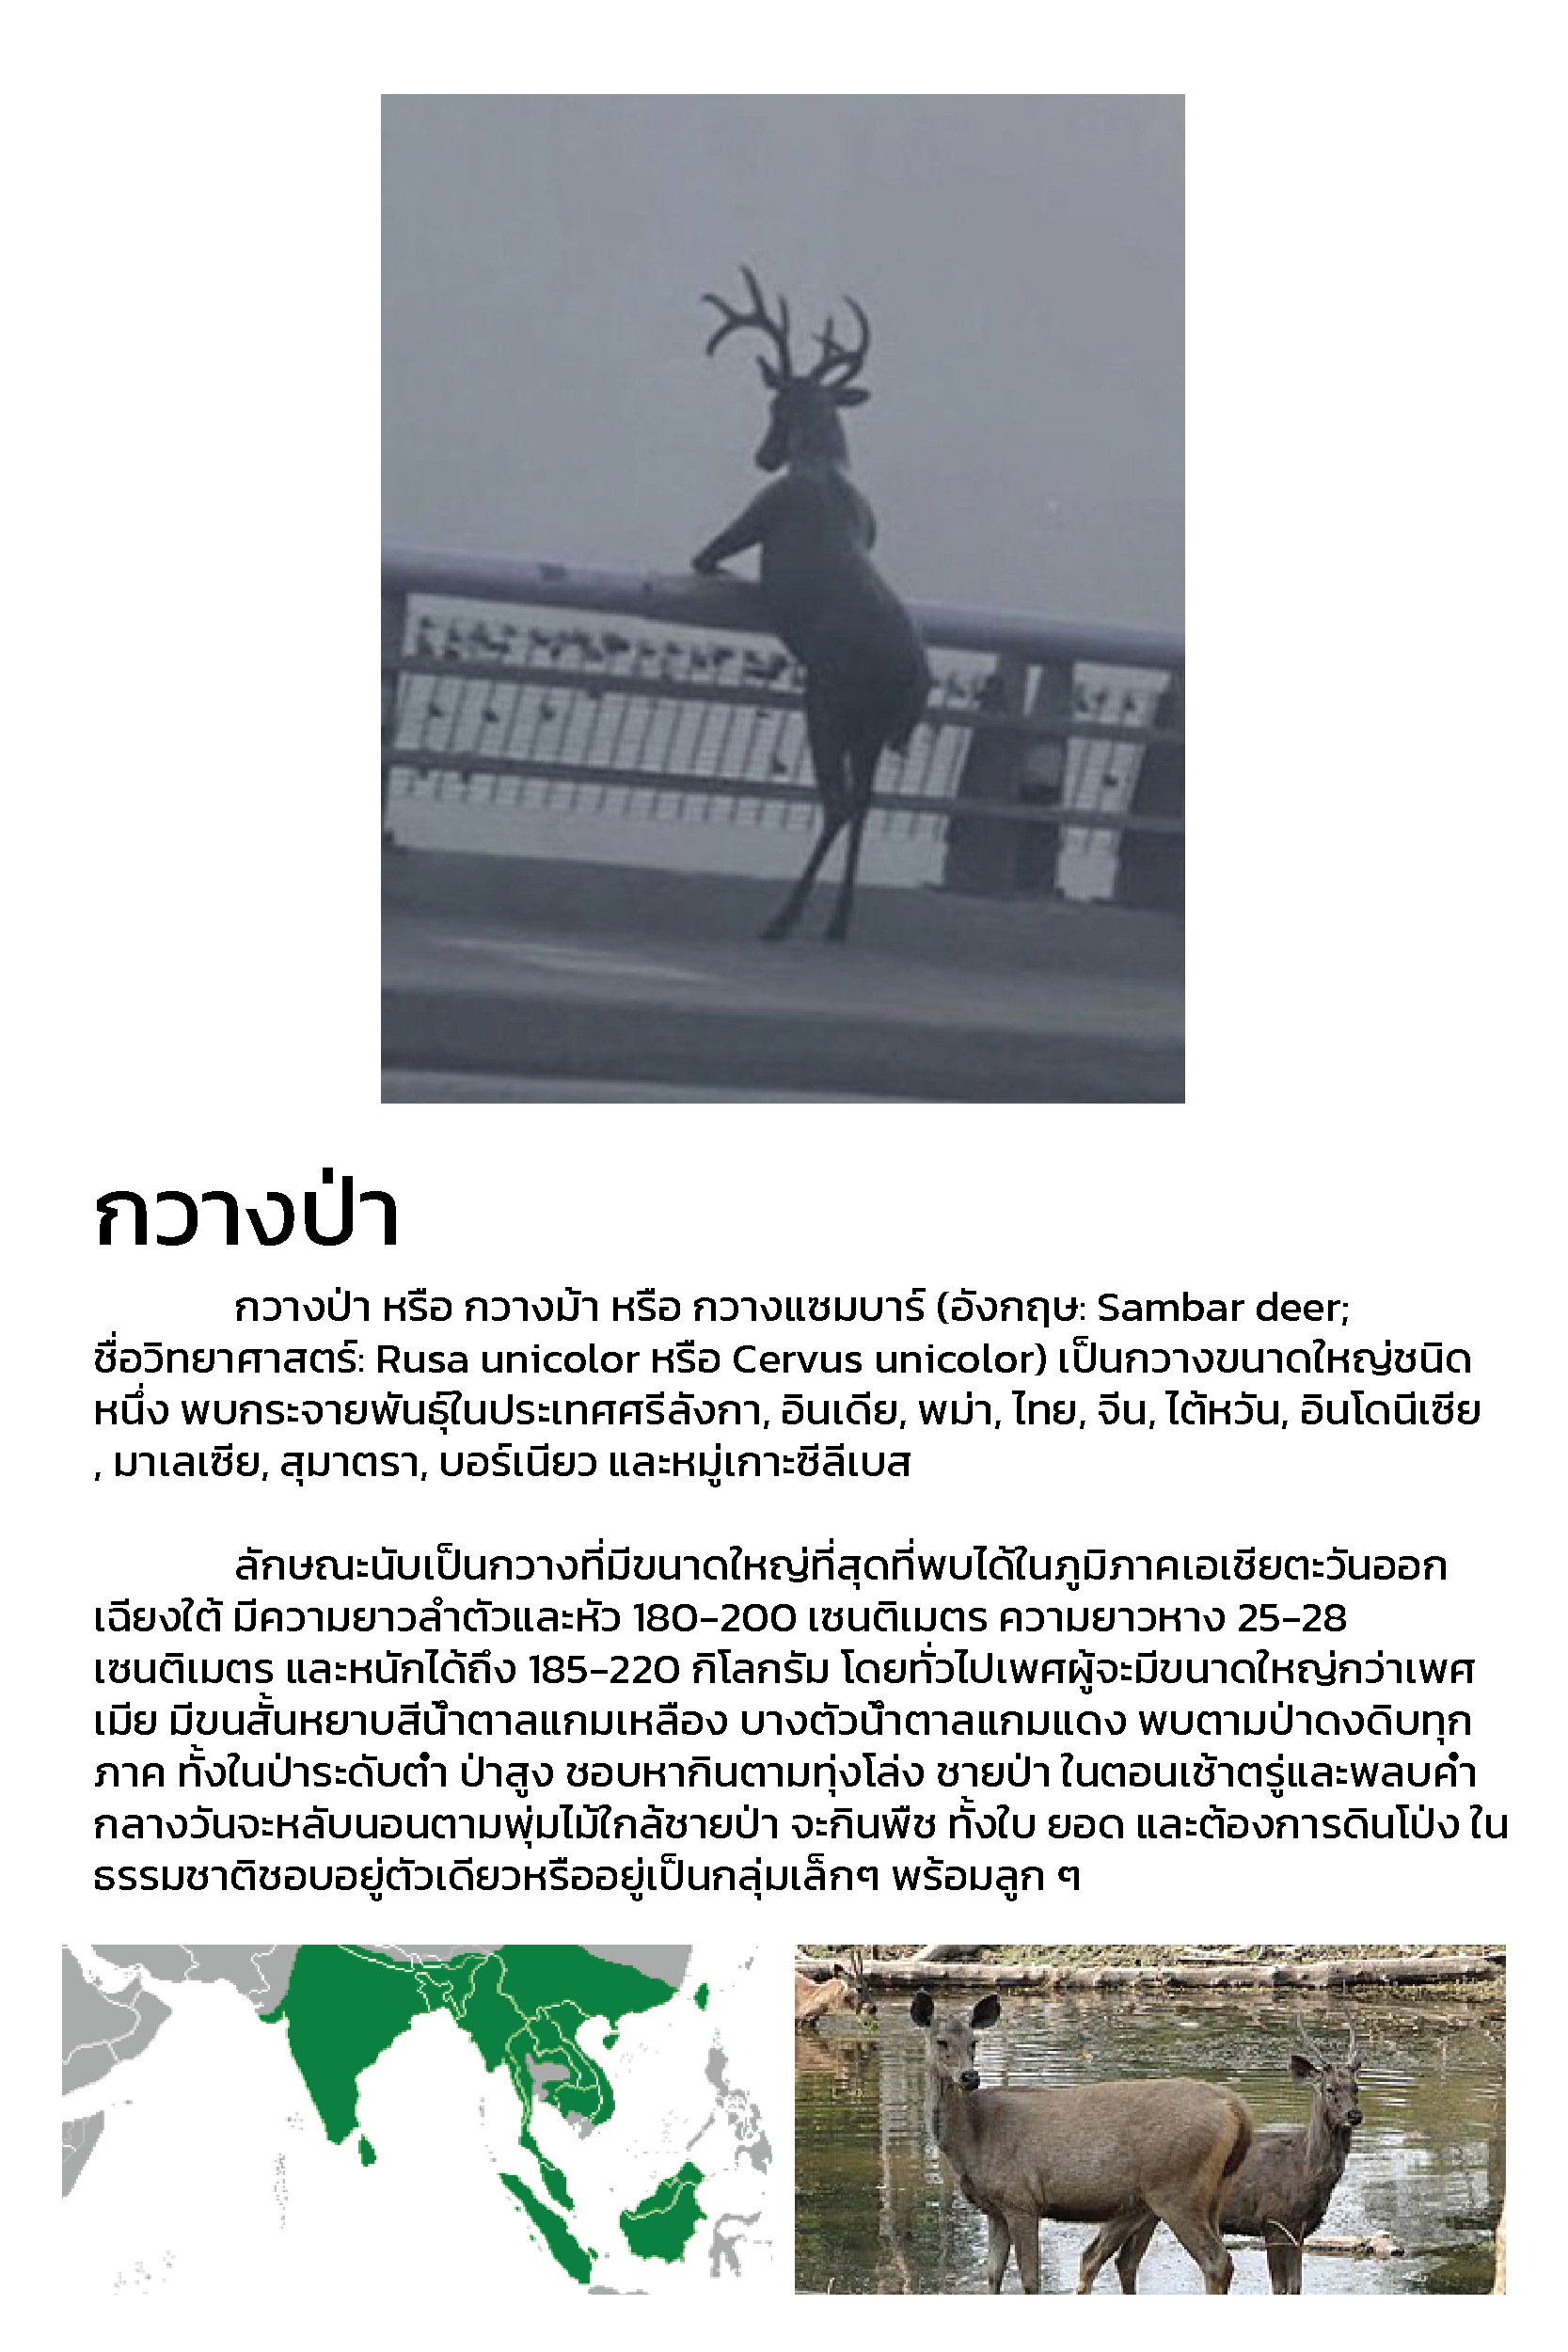 กวางป่า
กวางป่า หรือ กวางม้า หรือ กวางแซมบาร์ (อังกฤษ: Sambar deer;
ชื่อวิทยาศาสตร์: Rusa unicolor หรือ Cervus unicolor) เป็นกวางขนาดใหญ่ชนิด
หนึ่ง พบกระจายพันธุ์ในประเทศศรีลังกา, อินเดีย, พม่า, ไทย, จีน, ไต้หวัน, อินโดนีเซีย
, มาเลเซีย, สุมาตรา, บอร์เนียว และหมู่เกาะซีลีเบส
ลักษณะนับเป็นกวางที่มีขนาดใหญ่ที่สุดที่พบได้ในภูมิภาคเอเชียตะวันออก
เฉียงใต้ มีความยาวลำตัวและหัว 180-200 เซนติเมตร ความยาวหาง 25-28
เซนติเมตร และหนักได้ถึง 185-220 กิโลกรัม โดยทั่วไปเพศผู้จะมีขนาดใหญ่กว่าเพศ
เมีย มีขนสั้นหยาบสีน้ำตาลแกมเหลือง บางตัวน้ำตาลแกมแดง พบตามป่าดงดิบทุก
ภาค ทั้งในป่าระดับต่ำ ป่าสูง ชอบหากินตามทุ่งโล่ง ชายป่า ในตอนเช้าตรู่และพลบค่ำ
กลางวันจะหลับนอนตามพุ่มไม้ใกล้ชายป่า จะกินพืช ทั้งใบ ยอด และต้องการดินโป่ง ใน
ธรรมชาติชอบอยู่ตัวเดียวหรืออยู่เป็นกลุ่มเล็กๆ พร้อมลูก ๆ